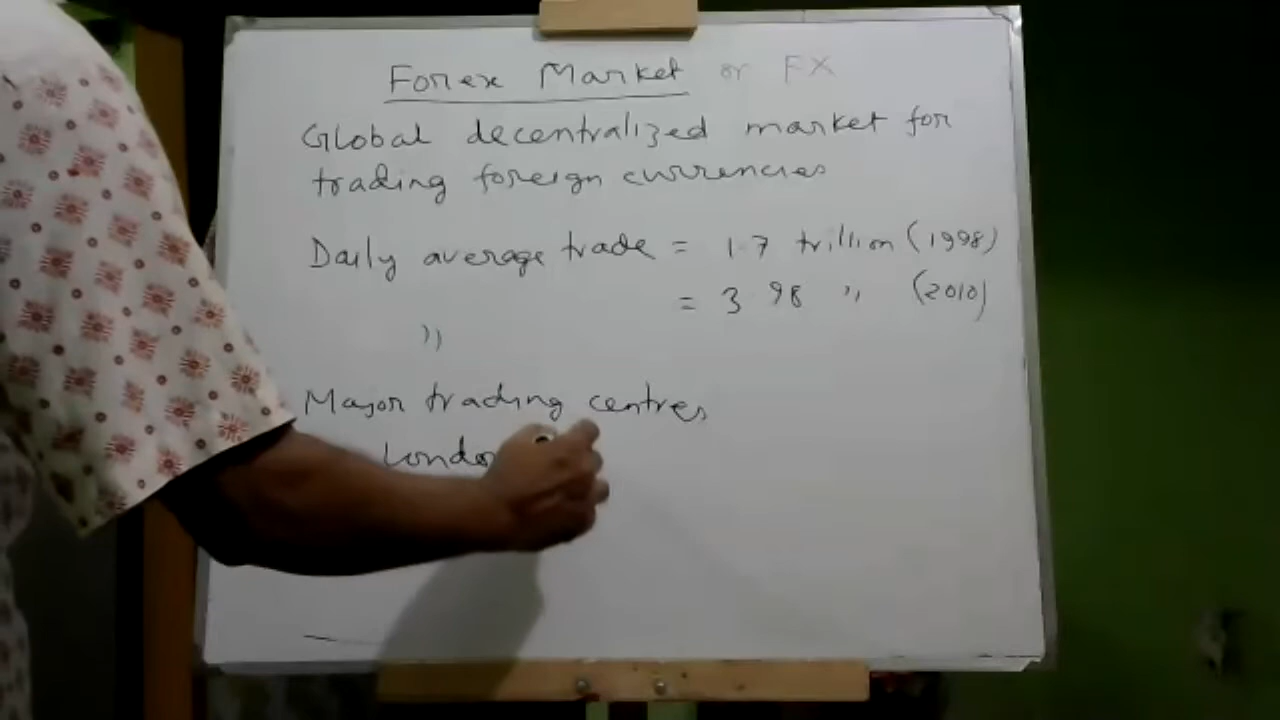 Forex Market or FX
Global decentralized market for
trading foreign currencies
Daily average trade = 1.7 trillion (1998)
= 3.98 " (2010)
"
Major trading centres
Londo